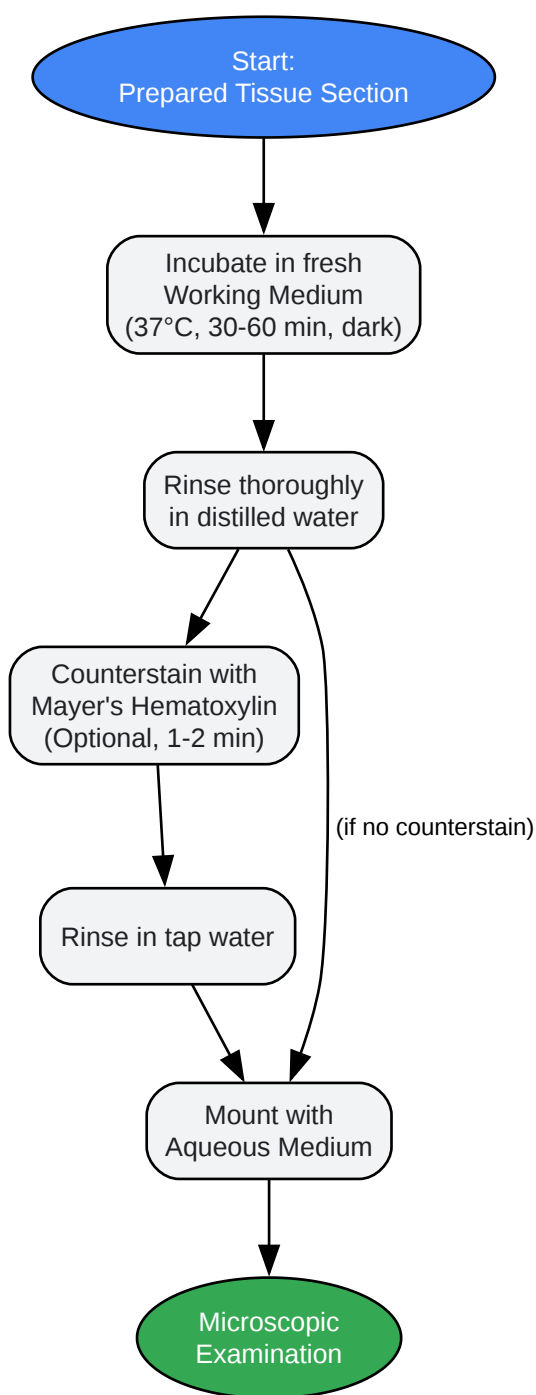 Start:
Prepared Tissue Section
Incubate in fresh
Working Medium
(37°C, 30-60 min, dark)
Rinse thoroughly
in distilled water
Counterstain with
Mayer's Hematoxylin
(Optional, 1-2 min)
(if no counterstain)
Rinse in tap water
Mount with
Aqueous Medium
Microscopic
Examination